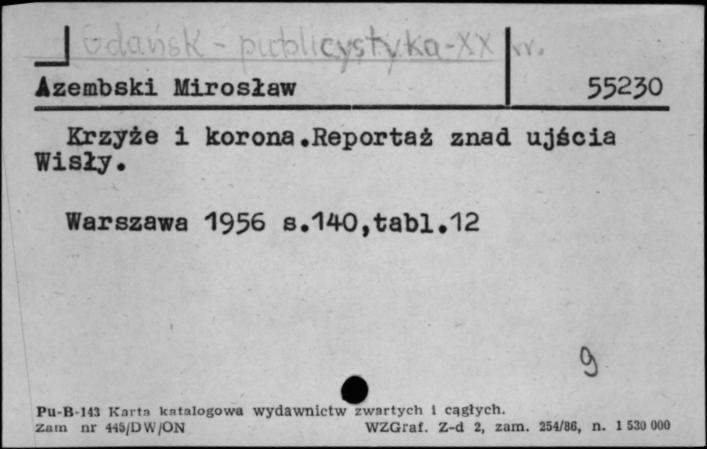 Gdańsk - publicystyka - XX w.
Azembski Mirosław 55230
Krzyże i korona.Reportaż znad ujścia
Wisły.
Warszawa 1956 s.140,tabl.12
9
Pu-B-143 Karta katalogowa wydawnictw zwartych i cągłych.
Zam nr 445/DW/ON WZGraf. Z-d 2, zam. 254/86, n. 1 530 000